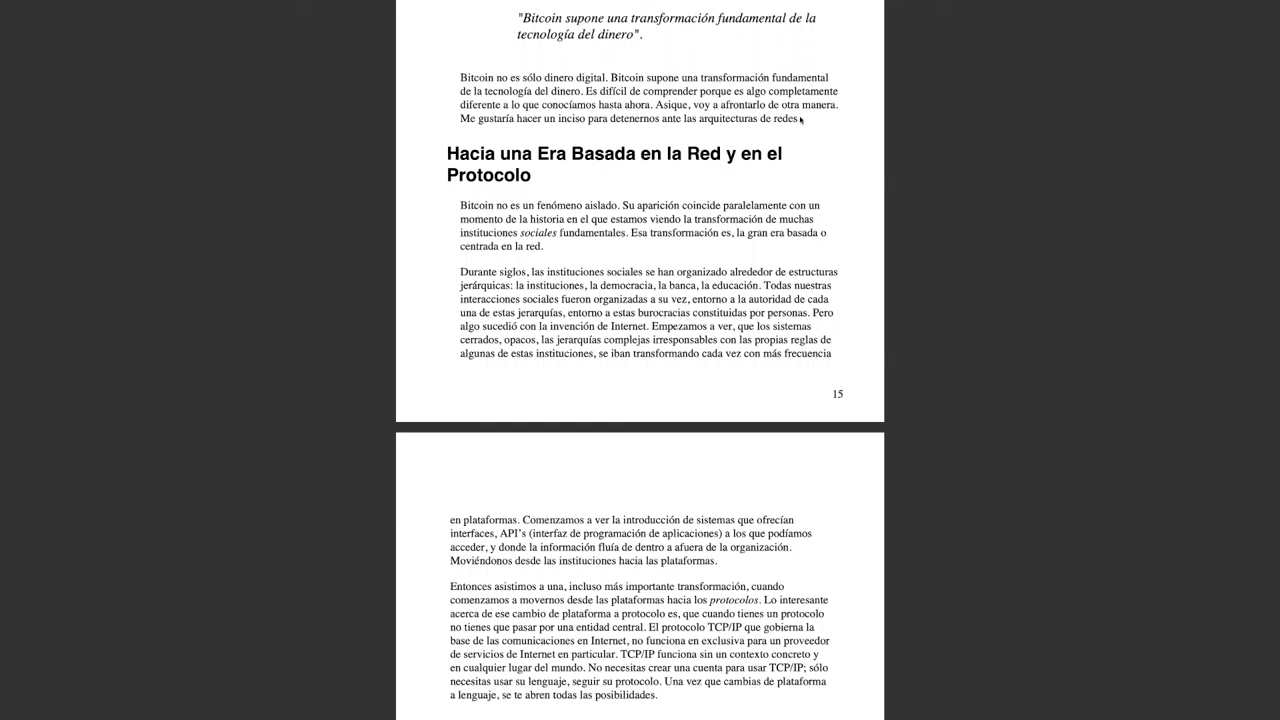 "Bitcoin supone una transformación fundamental de la
tecnología del dinero".
Bitcoin no es sólo dinero digital. Bitcoin supone una transformación fundamental
de la tecnología del dinero. Es difícil de comprender porque es algo completamente
diferente a lo que conocíamos hasta ahora. Asique, voy a afrontarlo de otra manera.
Me gustaría hacer un inciso para detenernos ante las arquitecturas de redes.
Hacia una Era Basada en la Red y en el
Protocolo
Bitcoin no es un fenómeno aislado. Su aparición coincide paralelamente con un
momento de la historia en el que estamos viendo la transformación de muchas
instituciones sociales fundamentales. Esa transformación es, la gran era basada o
centrada en la red.
Durante siglos, las instituciones sociales se han organizado alrededor de estructuras
jerárquicas: la instituciones, la democracia, la banca, la educación. Todas nuestras
interacciones sociales fueron organizadas a su vez, entorno a la autoridad de cada
una de estas jerarquías, entorno a estas burocracias constituidas por personas. Pero
algo sucedió con la invención de Internet. Empezamos a ver, que los sistemas
cerrados, opacos, las jerarquías complejas irresponsables con las propias reglas de
algunas de estas instituciones, se iban transformando cada vez con más frecuencia
15
en plataformas. Comenzamos a ver la introducción de sistemas que ofrecían
interfaces, API's (interfaz de programación de aplicaciones) a los que podíamos
acceder, y donde la información fluía de dentro a afuera de la organización.
Moviéndonos desde las instituciones hacia las plataformas.
Entonces asistimos a una, incluso más importante transformación, cuando
comenzamos a movernos desde las plataformas hacia los protocolos. Lo interesante
acerca de ese cambio de plataforma a protocolo es, que cuando tienes un protocolo
no tienes que pasar por una entidad central. El protocolo TCP/IP que gobierna la
base de las comunicaciones en Internet, no funciona en exclusiva para un proveedor
de servicios de Internet en particular. TCP/IP funciona sin un contexto concreto y
en cualquier lugar del mundo. No necesitas crear una cuenta para usar TCP/IP; sólo
necesitas usar su lenguaje, seguir su protocolo. Una vez que cambias de plataforma
a lenguaje, se te abren todas las posibilidades.